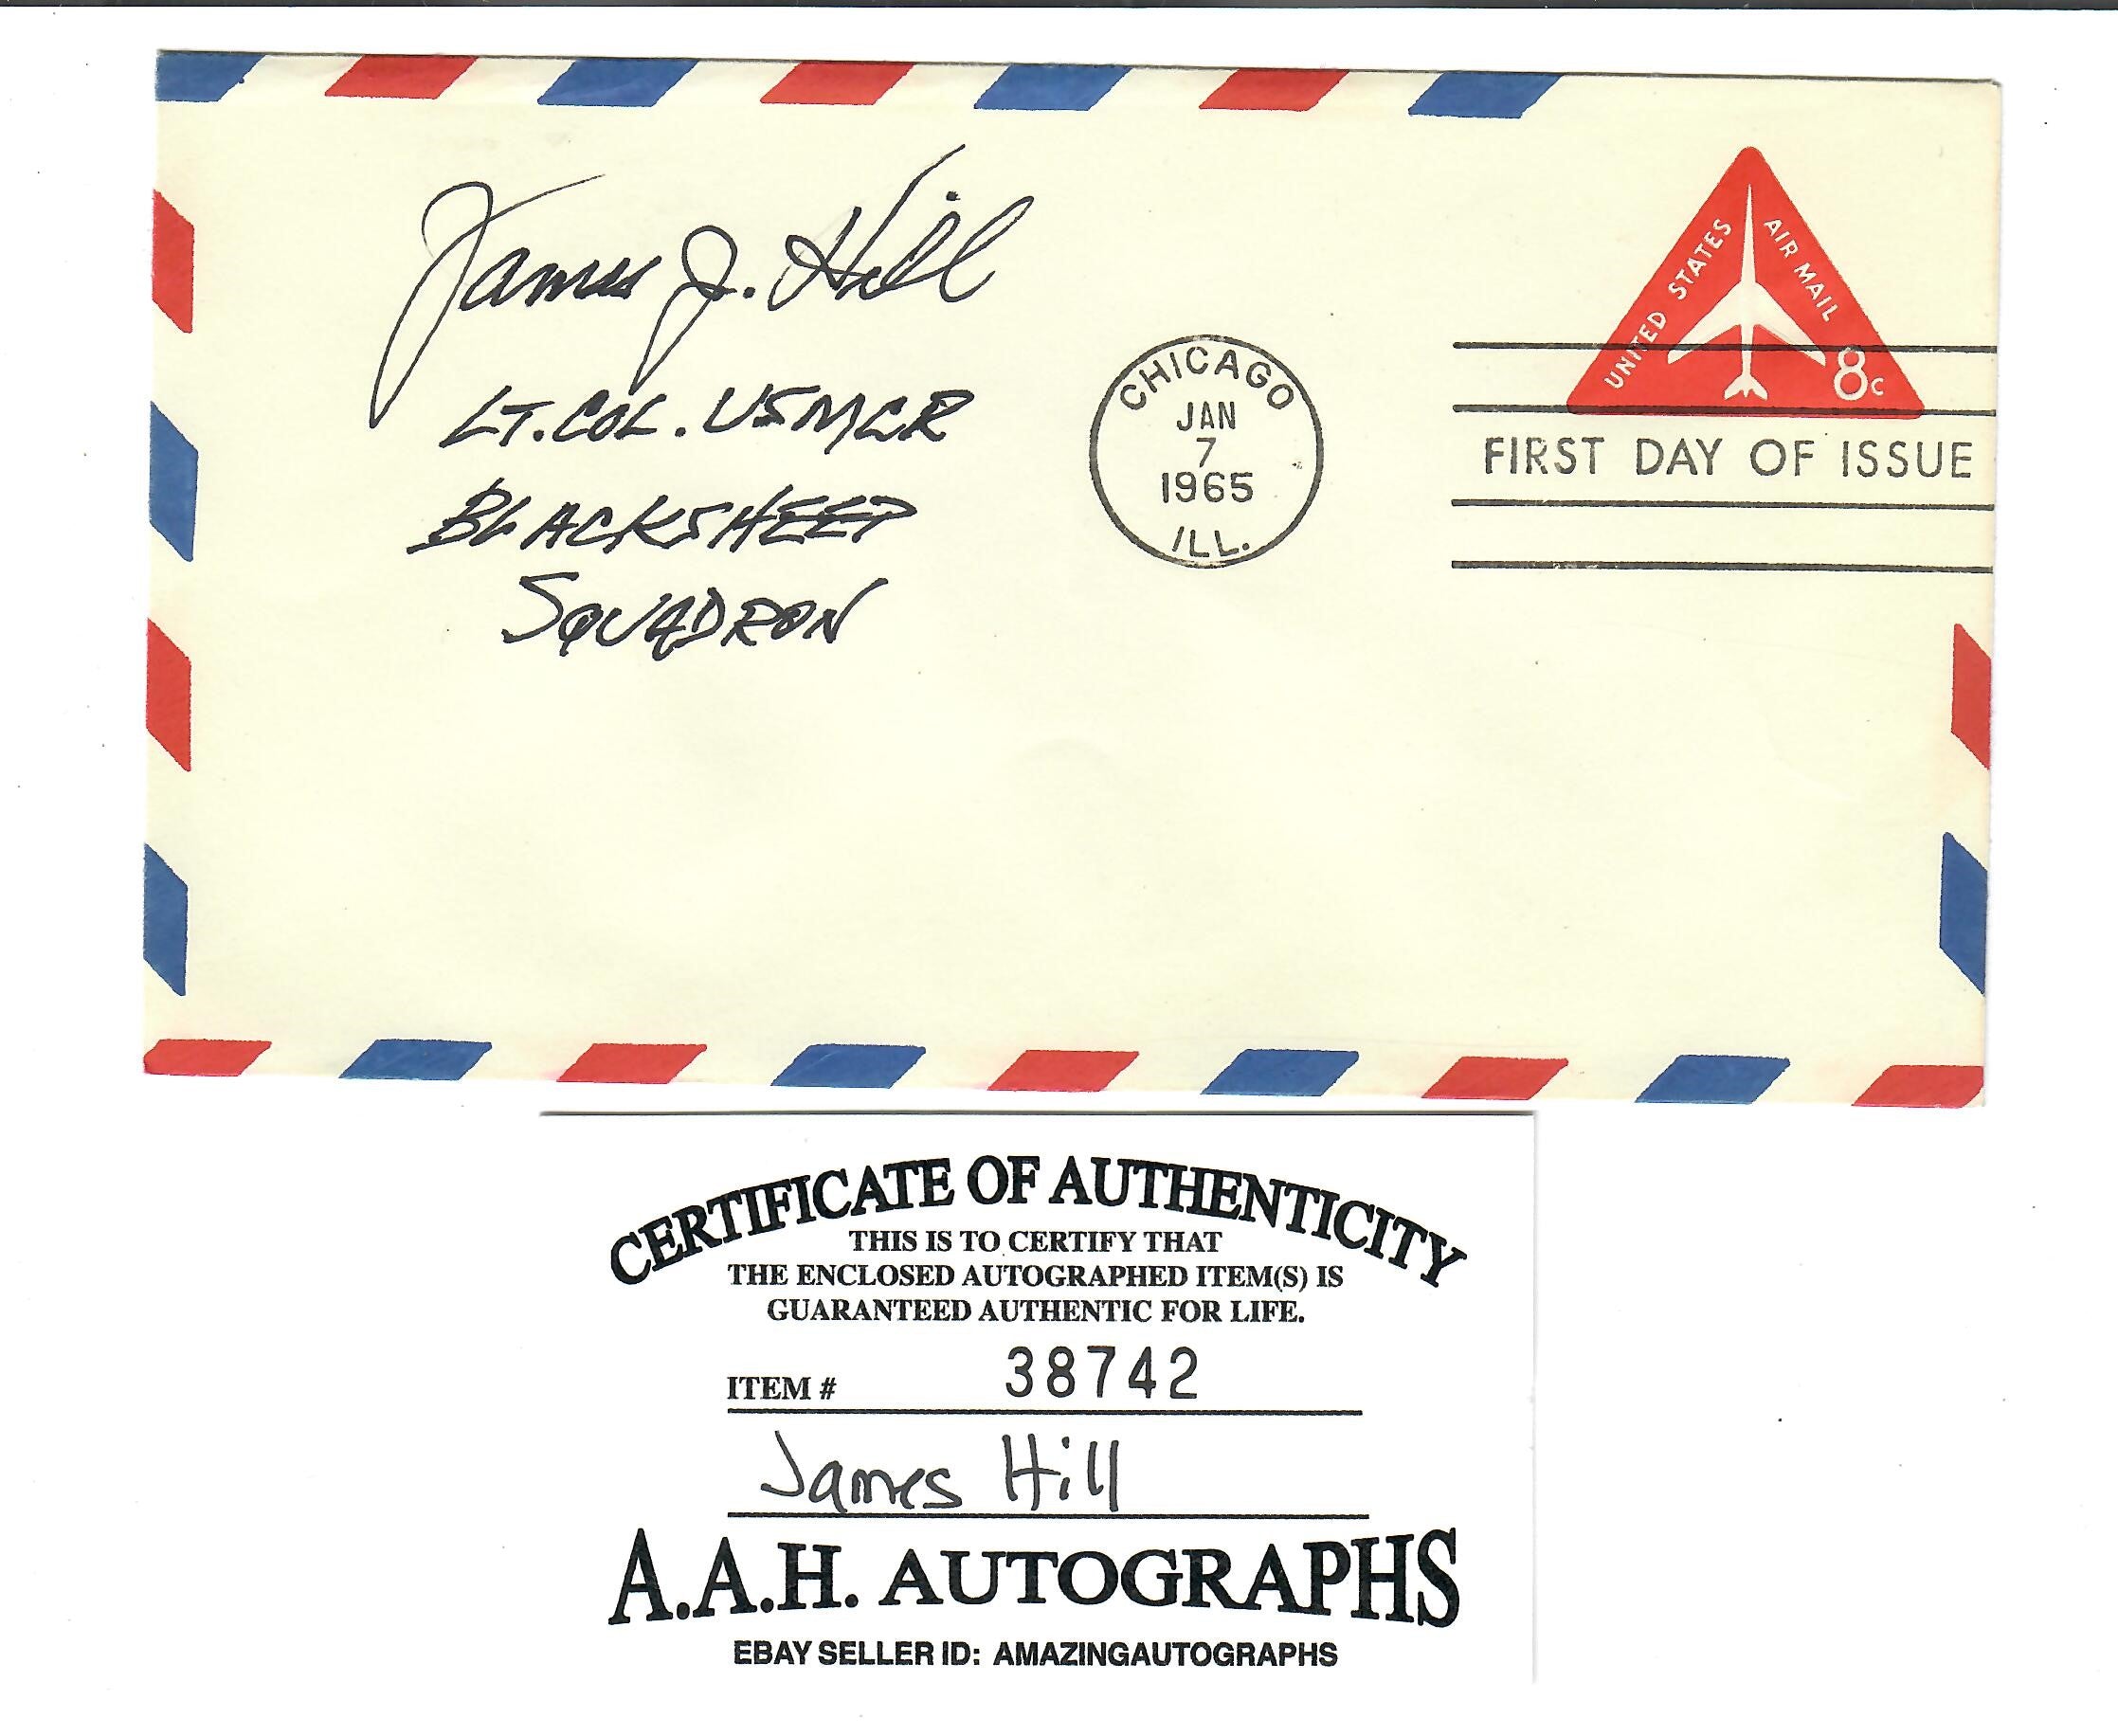 James J. Hill
LT. COL. USMCR
BLACKSHEEP
SQUADRON
CHICAGO
JAN
7
1965
ILL.
UNITED STATES
AIR MAIL
8c
FIRST DAY OF ISSUE
CERTIFICATE OF AUTHENTICITY
THIS IS TO CERTIFY THAT
THE ENCLOSED AUTOGRAPHED ITEM(S) IS
GUARANTEED AUTHENTIC FOR LIFE.
ITEM # 38742
James Hill
A.A.H. AUTOGRAPHS
EBAY SELLER ID: AMAZINGAUTOGRAPHS